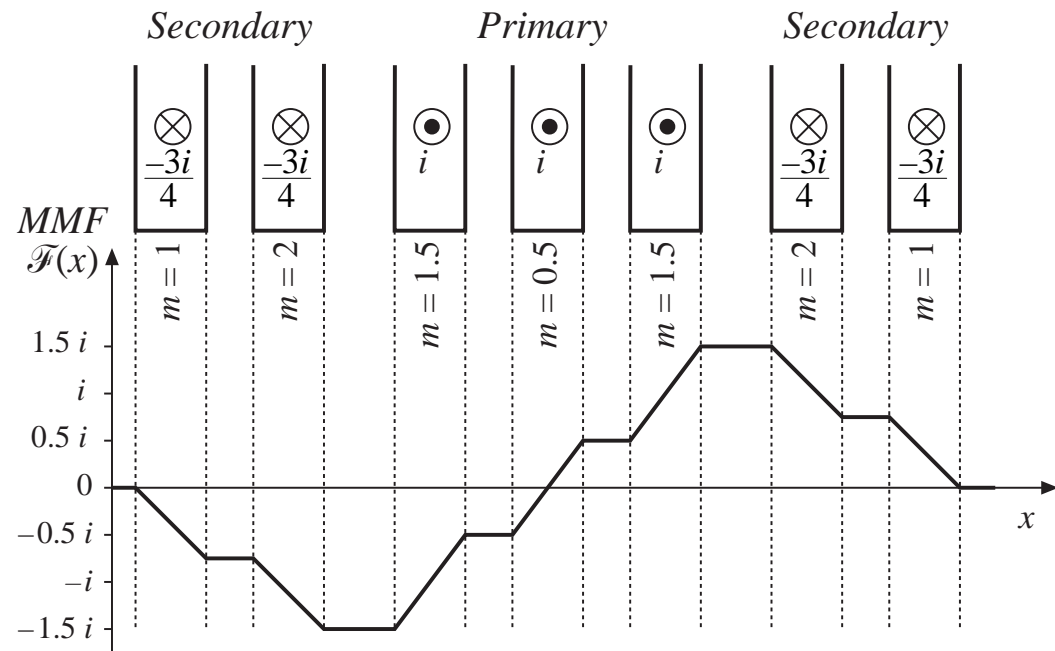 Secondary Primary Secondary
–3i/4 –3i/4 i i i –3i/4 –3i/4
MMF
ℱ(x)
m = 1 m = 2 m = 1.5 m = 0.5 m = 1.5 m = 2 m = 1
1.5 i
i
0.5 i
0
x
–0.5 i
–i
–1.5 i